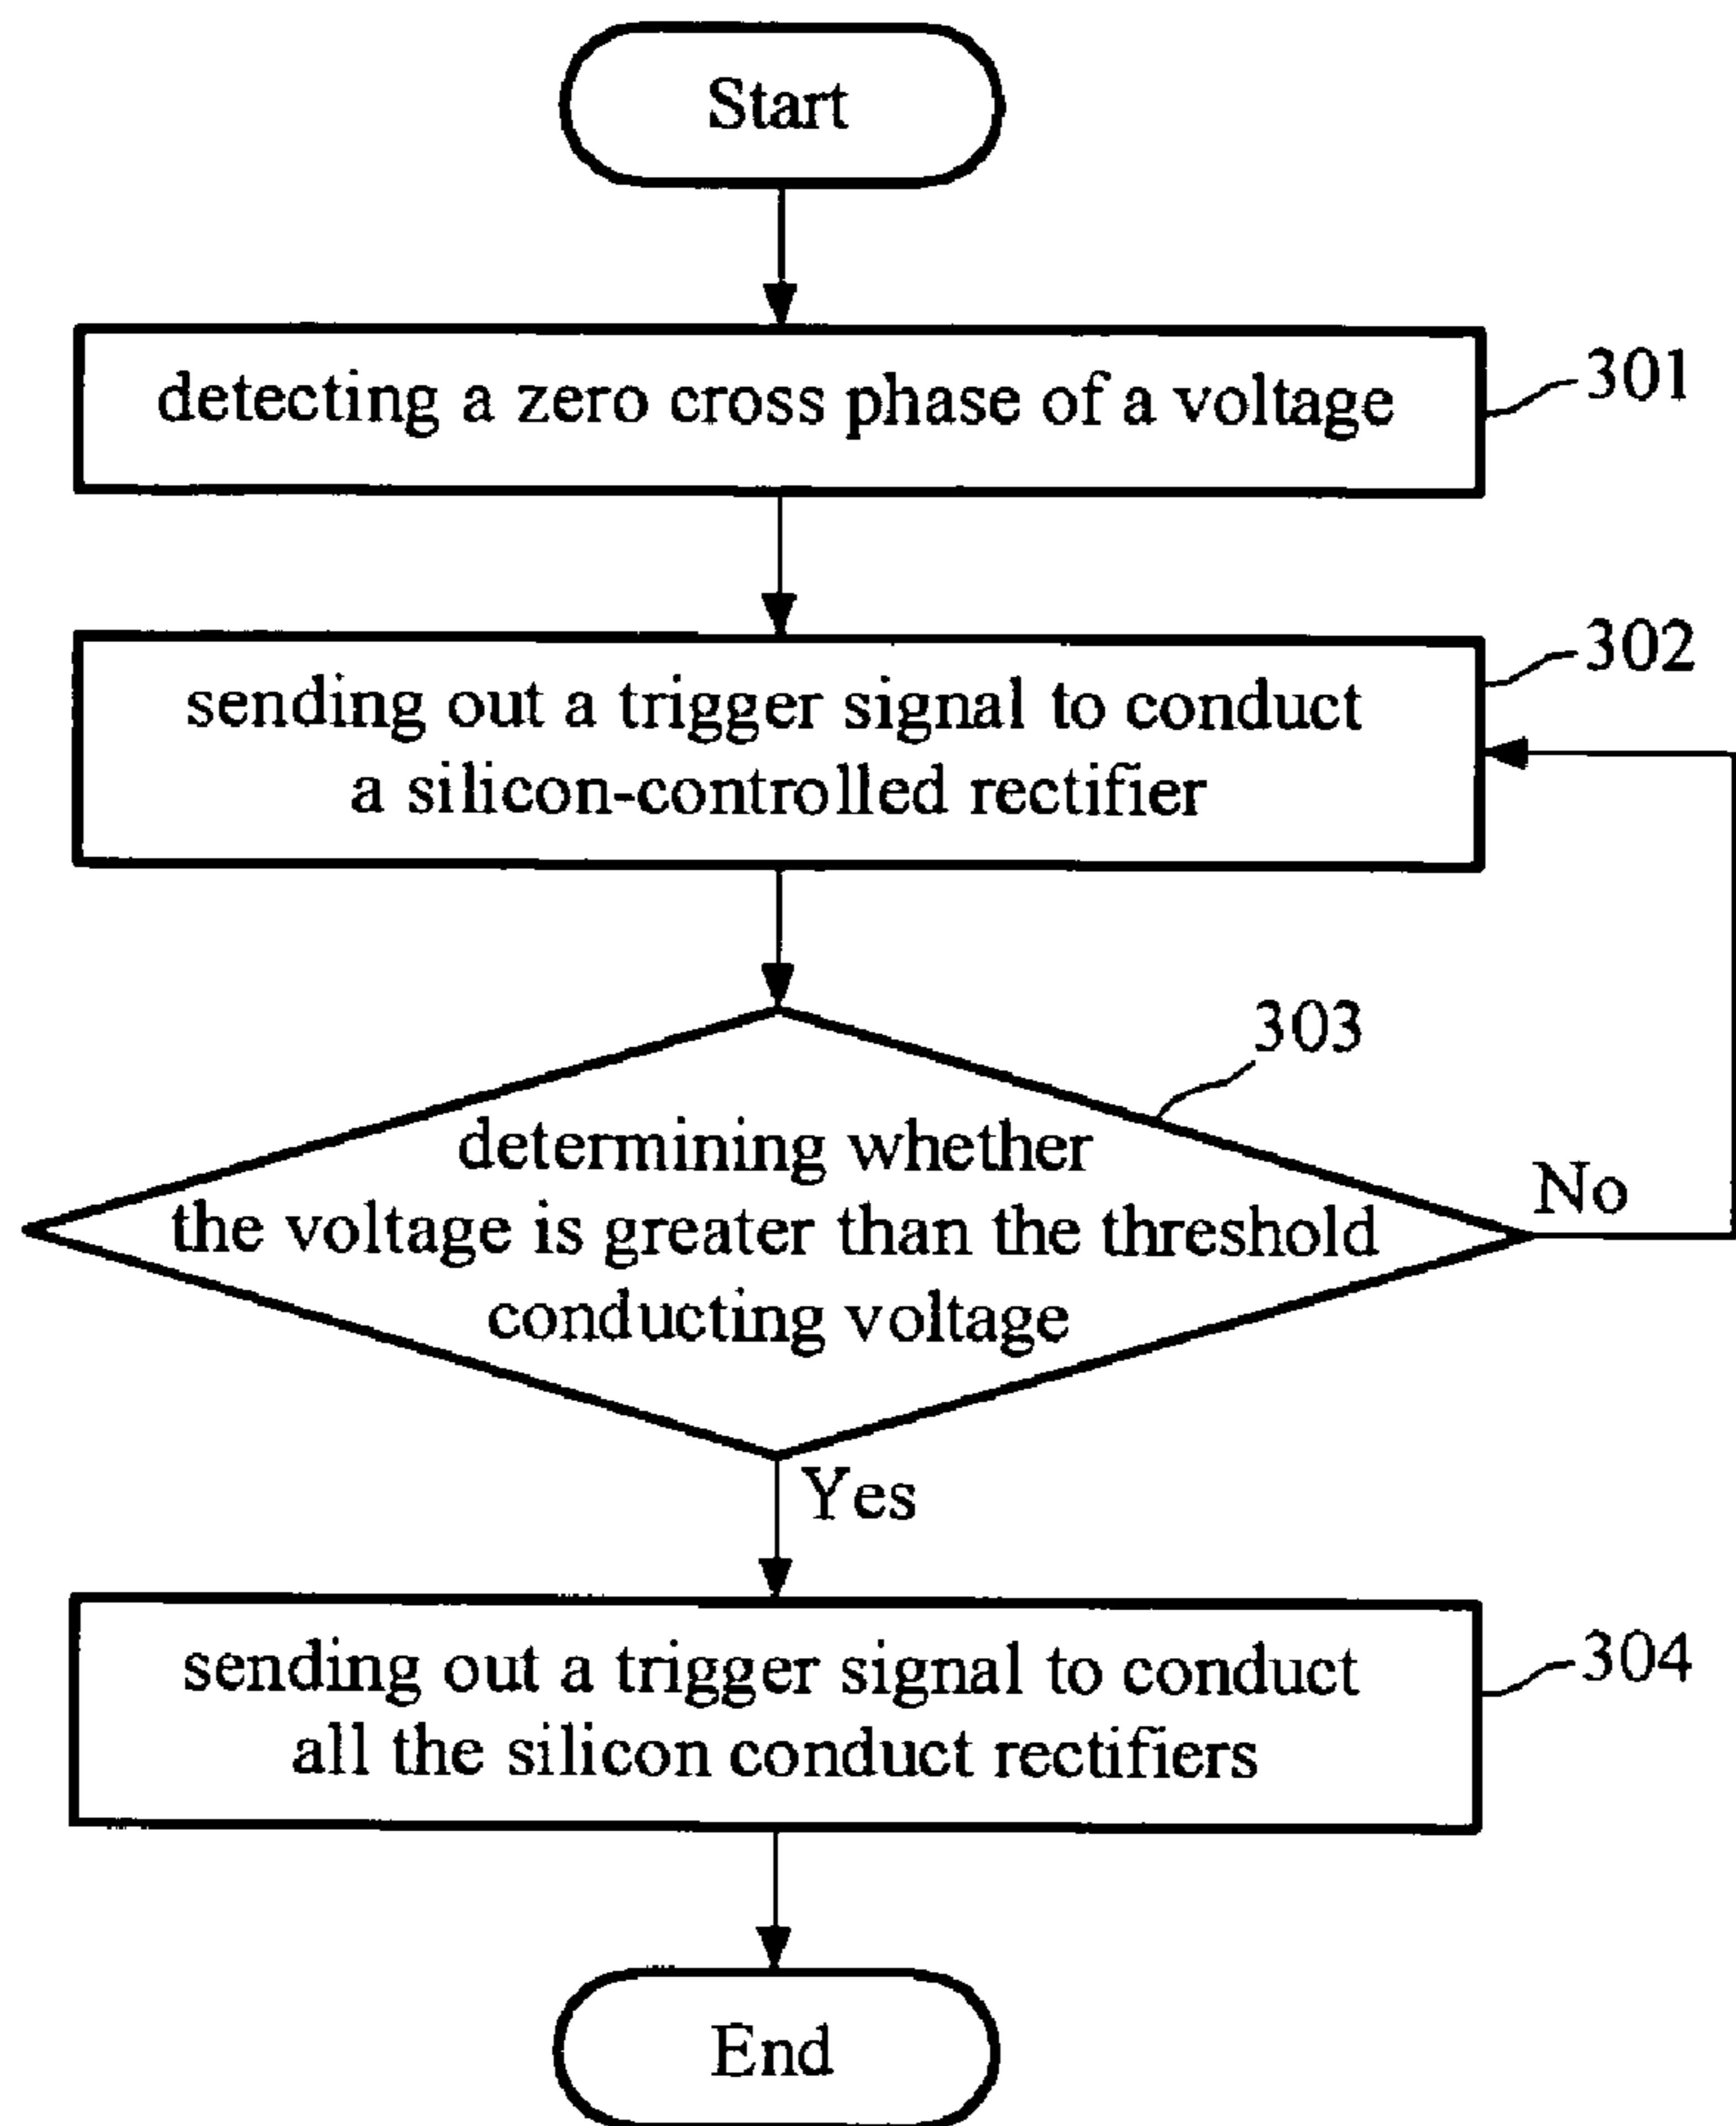 Start
detecting a zero cross phase of a voltage
301
sending out a trigger signal to conduct
a silicon-controlled rectifier
302
303
determining whether
the voltage is greater than the threshold
conducting voltage
No
Yes
sending out a trigger signal to conduct
all the silicon conduct rectifiers
304
End